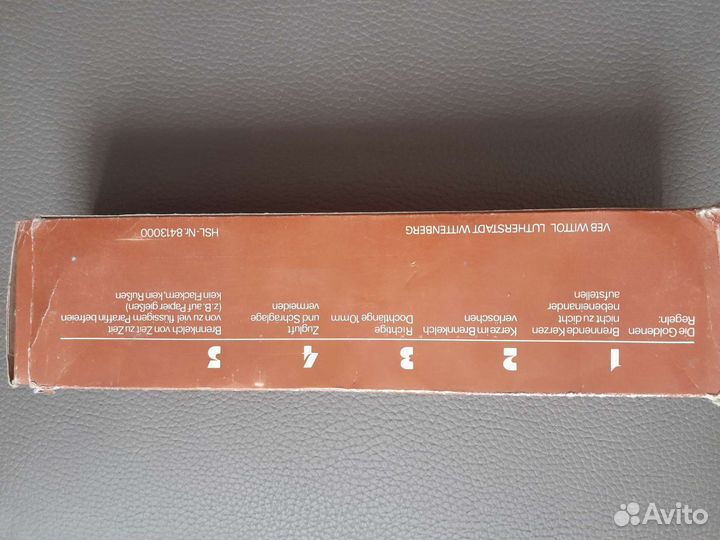 Die Goldenen
Regeln:
1
Brennende Kerzen
nicht zu dicht
nebeneinander
aufstellen
2
Kerze im Brennkelch
verlöschen
3
Richtige
Dochtlänge 10mm
4
Zugluft
und Schräglage
vermeiden
5
Brennkelch von Zeit zu Zeit
von zu viel flüssigem Paraffin befreien
(z.B. auf Papier gießen)
kein Flackern, kein Rußen
VEB WITTOL LUTHERSTADT WITTENBERG
HSL-Nr. 8413000
Avito